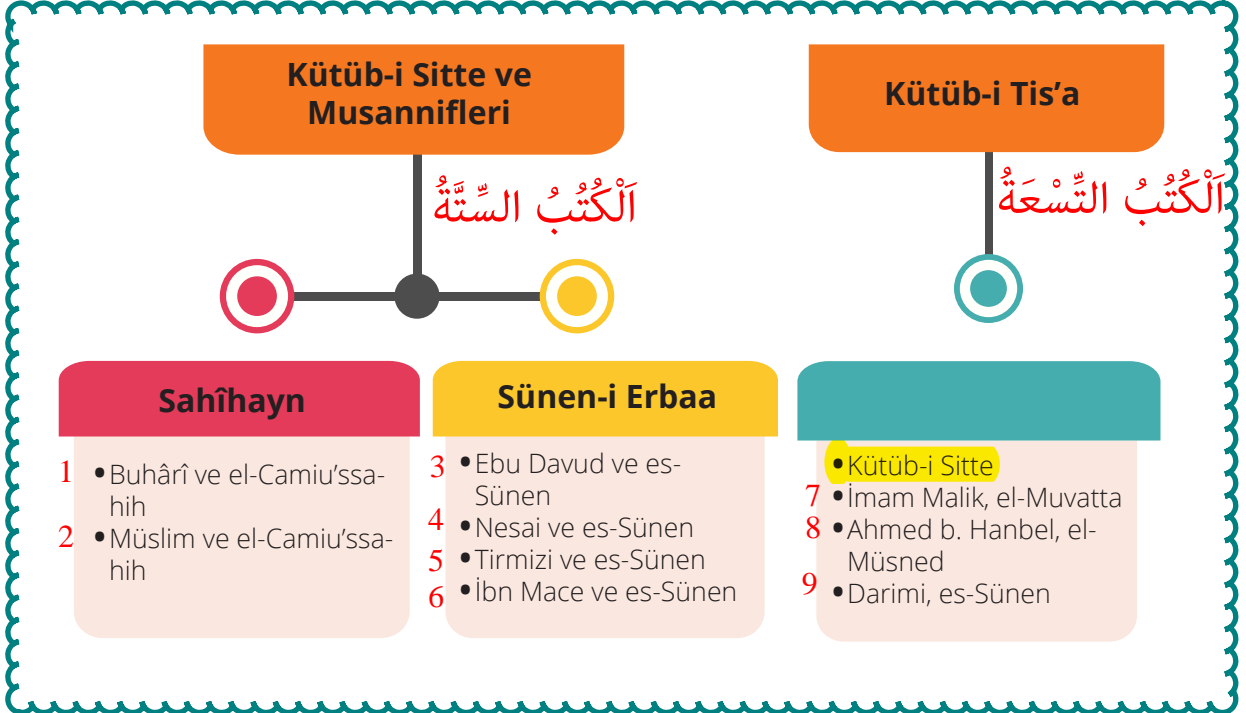 Kütüb-i Sitte ve
Musannifleri
اَلْكُتُبُ السِّتَّةُ
Sahîhayn
1 •Buhârî ve el-Camiu’ssa-
hih
2 •Müslim ve el-Camiu’ssa-
hih
Sünen-i Erbaa
3 •Ebu Davud ve es-
Sünen
4 •Nesai ve es-Sünen
5 •Tirmizi ve es-Sünen
6 •İbn Mace ve es-Sünen
Kütüb-i Tis’a
اَلْكُتُبُ التِّسْعَةُ
•Kütüb-i Sitte
7 •İmam Malik, el-Muvatta
8 •Ahmed b. Hanbel, el-
Müsned
9 •Darimi, es-Sünen